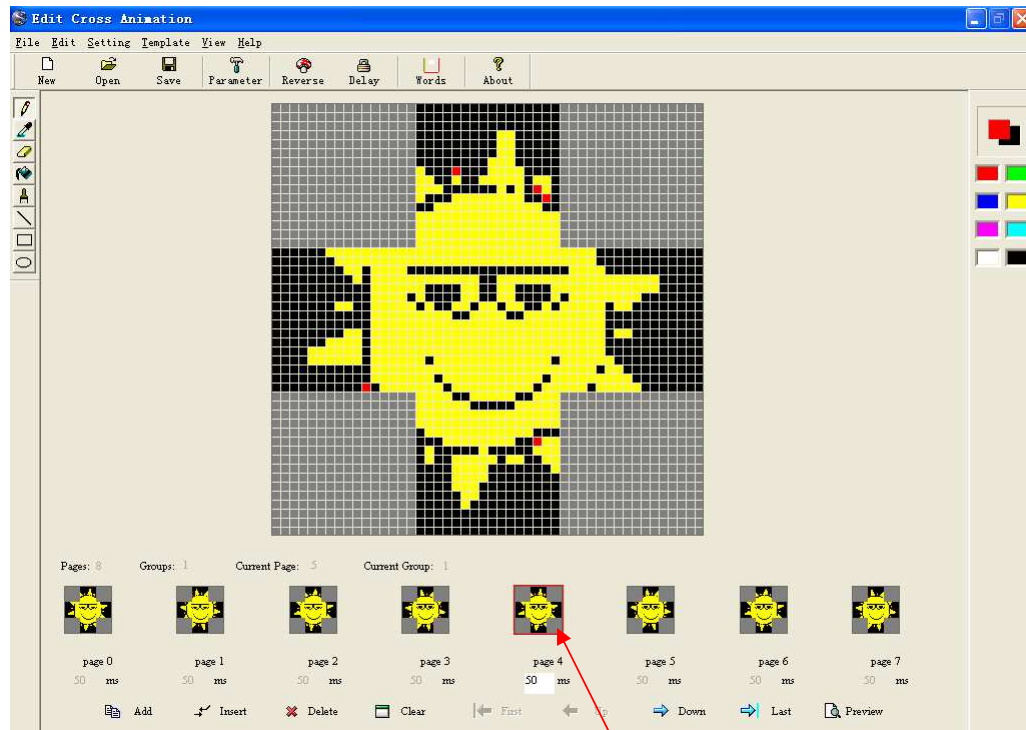 Edit Cross Animation
File Edit Setting Template View Help
New Open Save Parameter Reverse Delay Words About
Pages: 8 Groups: 1 Current Page: 5 Current Group: 1
page 0 page 1 page 2 page 3 page 4 page 5 page 6 page 7
50 ms 50 ms 50 ms 50 ms 50 ms 50 ms 50 ms 50 ms
Add Insert Delete Clear First Up Down Last Preview